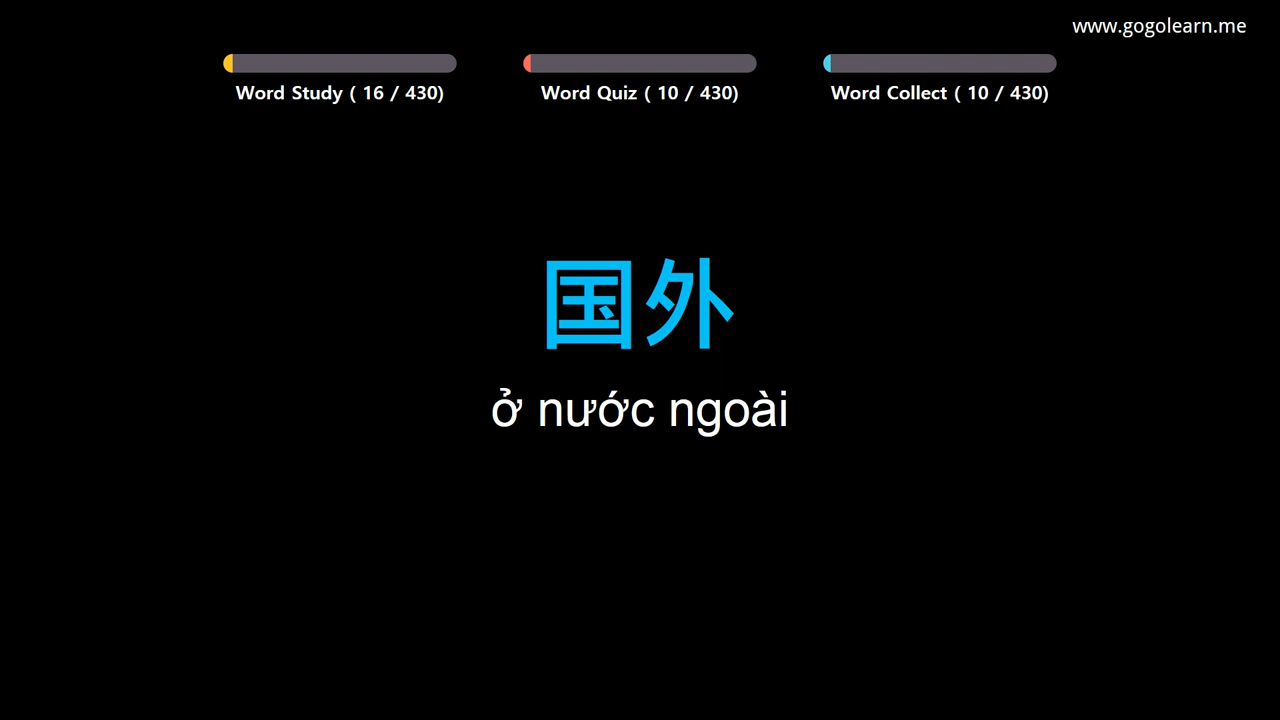 www.gogolearn.me
Word Study ( 16 / 430)
Word Quiz ( 10 / 430)
Word Collect ( 10 / 430)
国外
ở nước ngoài